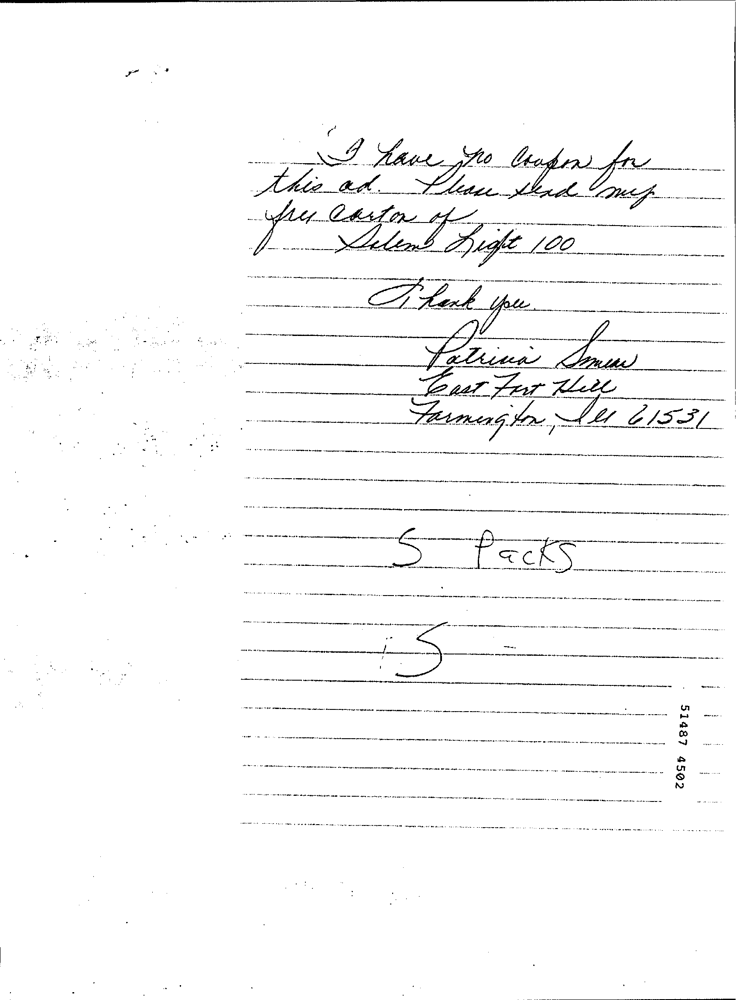 I have no coupon for
this ad. Please send my
free carton of
Salem Light 100
Thank you
Patricia
East Fort Hill
Farmington, Ill 61531
5 Packs
5
51487 4502